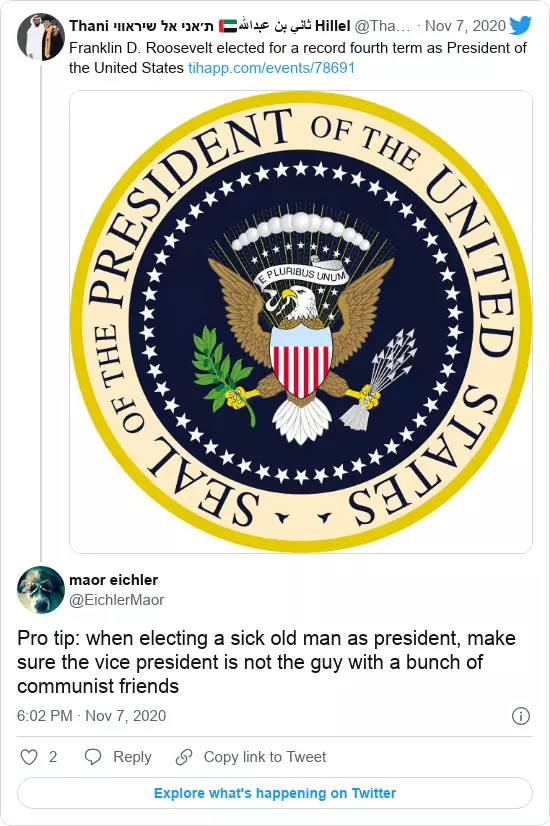 Thani ת׳אני אל שיראווי 🇦🇪 ثاني بن عبدالله Hillel @Tha… · Nov 7, 2020
Franklin D. Roosevelt elected for a record fourth term as President of
the United States tihapp.com/events/78691
SEAL OF THE PRESIDENT OF THE UNITED STATES
E PLURIBUS UNUM
maor eichler
@EichlerMaor
Pro tip: when electing a sick old man as president, make
sure the vice president is not the guy with a bunch of
communist friends
6:02 PM · Nov 7, 2020
2 Reply Copy link to Tweet
Explore what's happening on Twitter